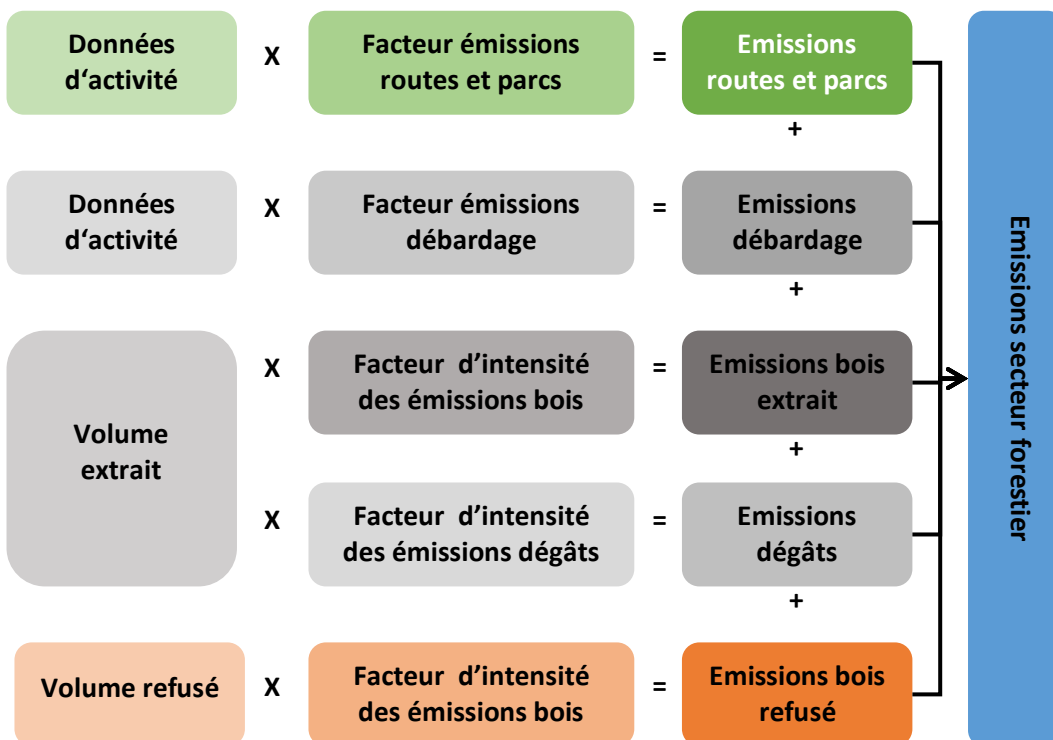 Données
d‘activité
X
Facteur émissions
routes et parcs
=
Emissions
routes et parcs
+
Données
d‘activité
X
Facteur émissions
débardage
=
Emissions
débardage
+
Volume
extrait
X
Facteur d’intensité
des émissions bois
=
Emissions bois
extrait
+
X
Facteur d’intensité
des émissions dégâts
=
Emissions
dégâts
+
Volume refusé
X
Facteur d’intensité
des émissions bois
=
Emissions bois
refusé
Emissions secteur forestier